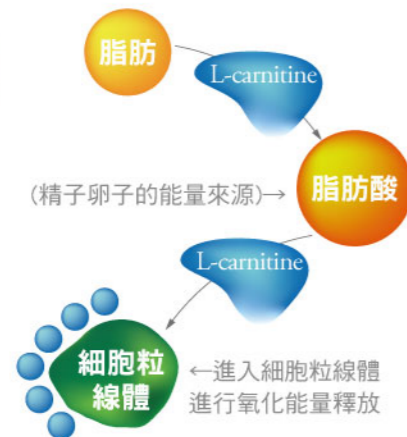 脂肪
L-carnitine
(精子卵子的能量來源)→
脂肪酸
L-carnitine
細胞粒
線體
←進入細胞粒線體
進行氧化能量釋放